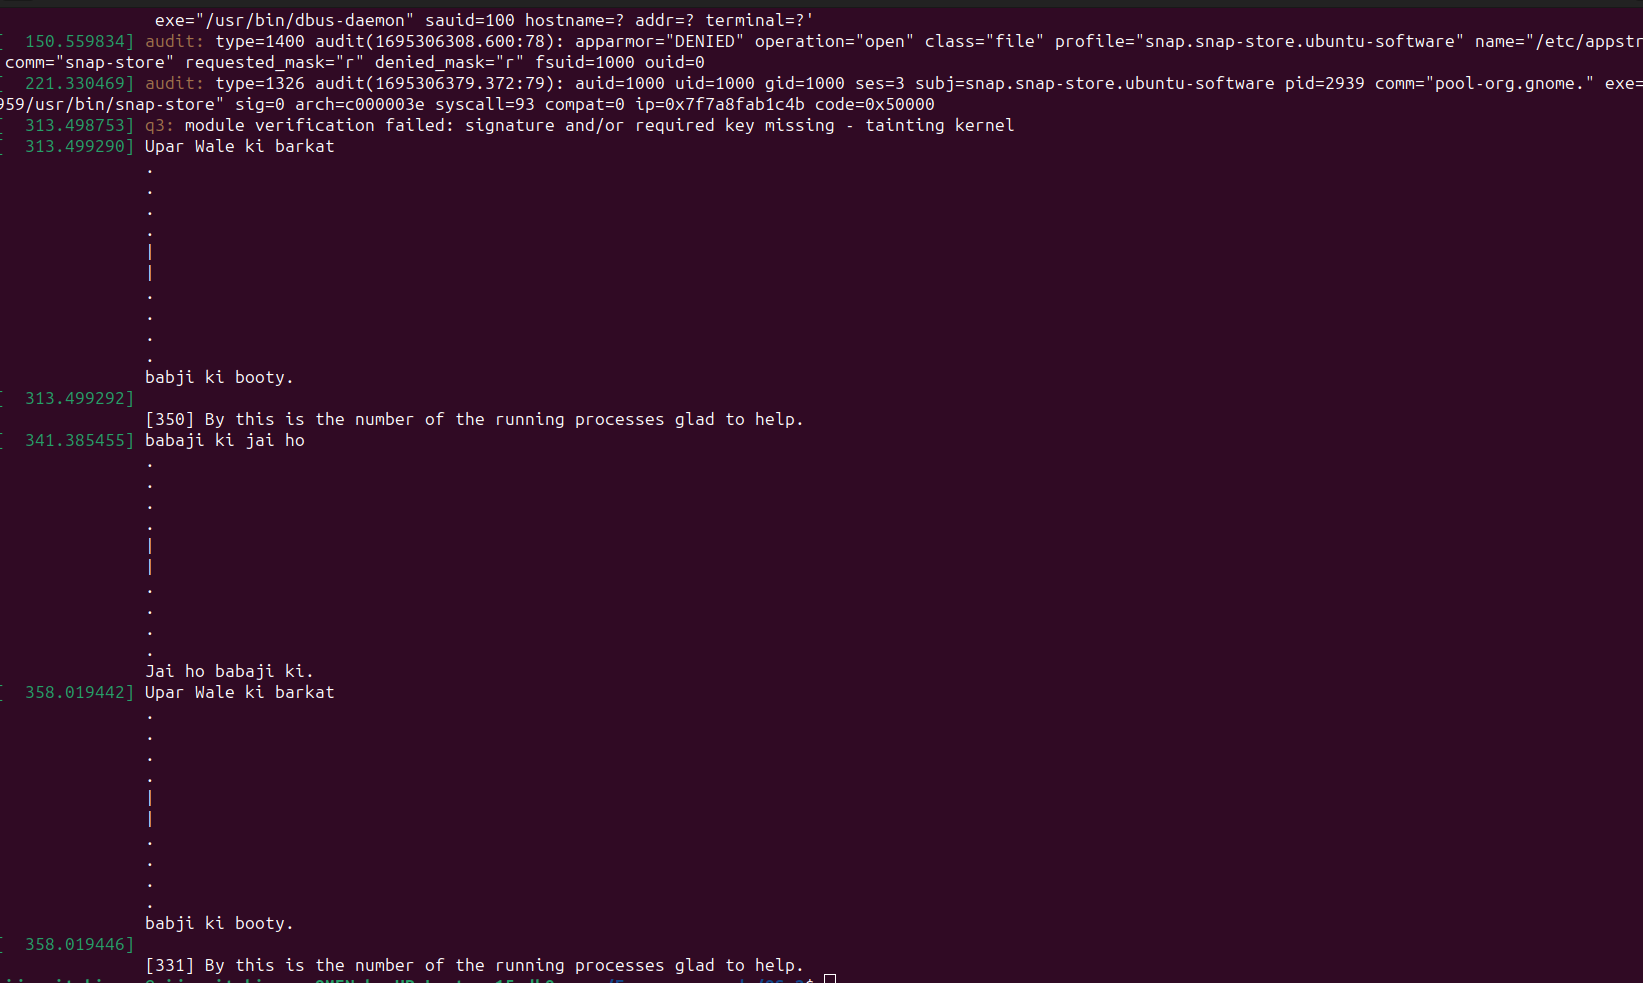 exe="/usr/bin/dbus-daemon" sauid=100 hostname=? addr=? terminal=?'
[  150.559834] audit: type=1400 audit(1695306308.600:78): apparmor="DENIED" operation="open" class="file" profile="snap.snap-store.ubuntu-software" name="/etc/appstr
comm="snap-store" requested_mask="r" denied_mask="r" fsuid=1000 ouid=0
[  221.330469] audit: type=1326 audit(1695306379.372:79): auid=1000 uid=1000 gid=1000 ses=3 subj=snap.snap-store.ubuntu-software pid=2939 comm="pool-org.gnome." exe=
959/usr/bin/snap-store" sig=0 arch=c000003e syscall=93 compat=0 ip=0x7f7a8fab1c4b code=0x50000
[  313.498753] q3: module verification failed: signature and/or required key missing - tainting kernel
[  313.499290] Upar Wale ki barkat
.
.
.
.
|
|
.
.
.
.
babji ki booty.
[  313.499292]
[350] By this is the number of the running processes glad to help.
[  341.385455] babaji ki jai ho
.
.
.
.
|
|
.
.
.
.
Jai ho babaji ki.
[  358.019442] Upar Wale ki barkat
.
.
.
.
|
|
.
.
.
.
babji ki booty.
[  358.019446]
[331] By this is the number of the running processes glad to help.